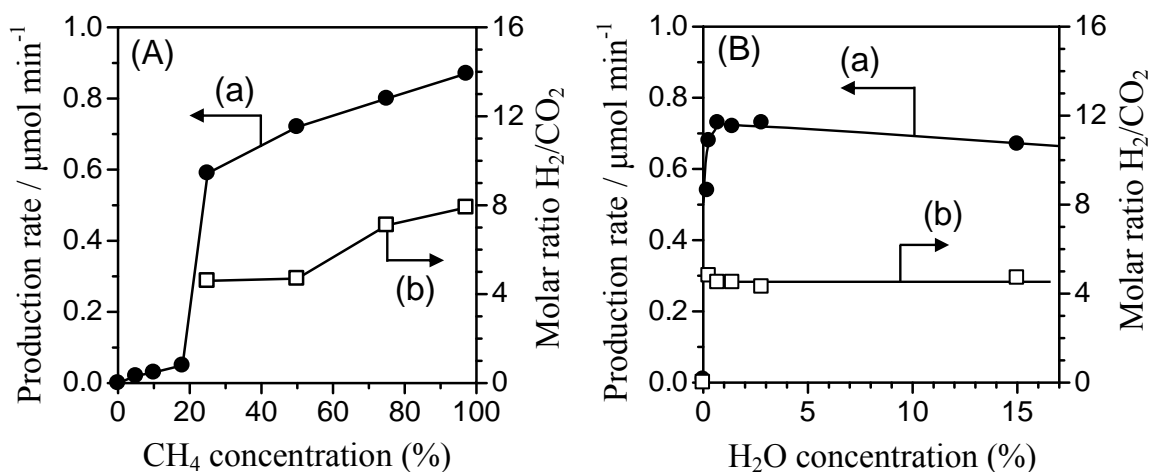 (A)
(a)
(b)
Production rate / μmol min⁻¹
1.0
0.8
0.6
0.4
0.2
0.0
0 20 40 60 80 100
CH₄ concentration (%)
16
12
8
4
0
Molar ratio H₂/CO₂
(B)
(a)
(b)
Production rate / μmol min⁻¹
1.0
0.8
0.6
0.4
0.2
0.0
0 5 10 15
H₂O concentration (%)
16
12
8
4
0
Molar ratio H₂/CO₂